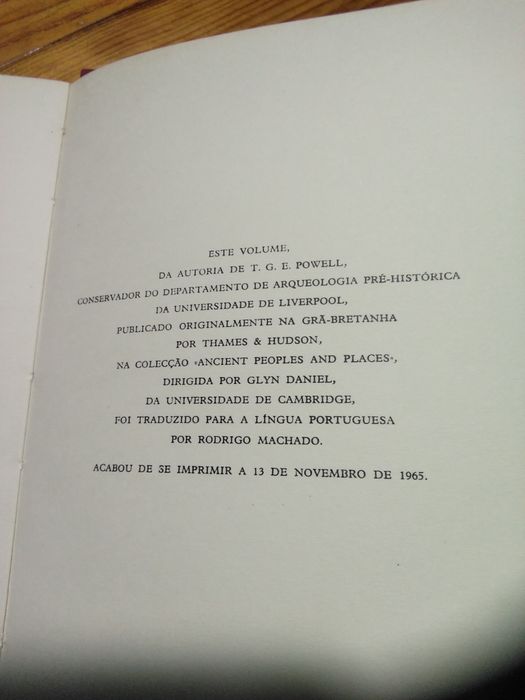 ESTE VOLUME,
DA AUTORIA DE T. G. E. POWELL,
CONSERVADOR DO DEPARTAMENTO DE ARQUEOLOGIA PRÉ-HISTÓRICA
DA UNIVERSIDADE DE LIVERPOOL,
PUBLICADO ORIGINALMENTE NA GRÃ-BRETANHA
POR THAMES & HUDSON,
NA COLECÇÃO «ANCIENT PEOPLES AND PLACES»,
DIRIGIDA POR GLYN DANIEL,
DA UNIVERSIDADE DE CAMBRIDGE,
FOI TRADUZIDO PARA A LÍNGUA PORTUGUESA
POR RODRIGO MACHADO.
ACABOU DE SE IMPRIMIR A 13 DE NOVEMBRO DE 1965.